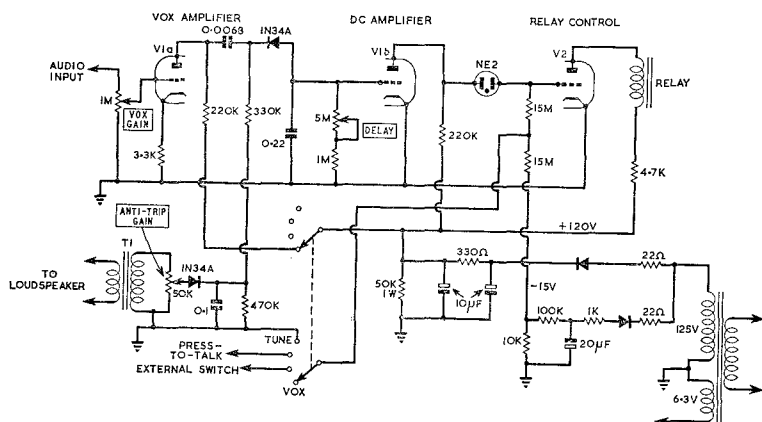 VOX AMPLIFIER
DC AMPLIFIER
RELAY CONTROL
0·0068
IN34A
V1a
V1b
V2
NE2
AUDIO
INPUT
1M
VOX
GAIN
220K
330K
5M
DELAY
220K
15M
RELAY
3·3K
0·22
1M
15M
4·7K
ANTI-TRIP
GAIN
+120V
T1
IN34A
330Ω
22Ω
TO
LOUDSPEAKER
50K
50K
1W
10µF
-15V
0·1
470K
100K
1K
22Ω
125V
TUNE
10K
20µF
PRESS-
TO-TALK
EXTERNAL SWITCH
VOX
6·3V